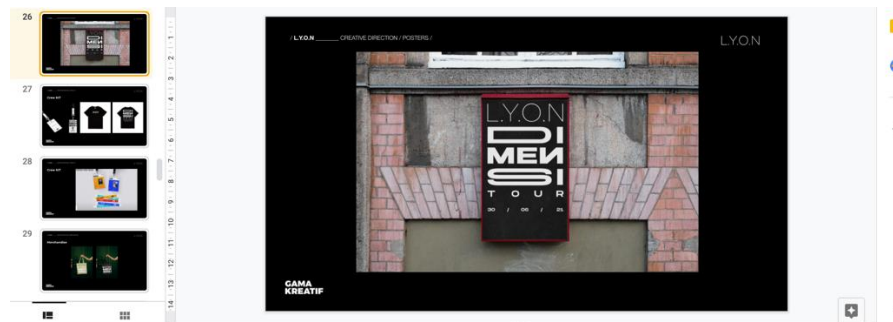 26
27
28
29
Crew KIT
Crew KIT
Merchandise
/ L.Y.O.N _______ CREATIVE DIRECTION / POSTERS /
L.Y.O.N
L.Y.O.N
DI
MEИ
SI
TOUR
30 / 06 / 21
GAMA
KREATIF